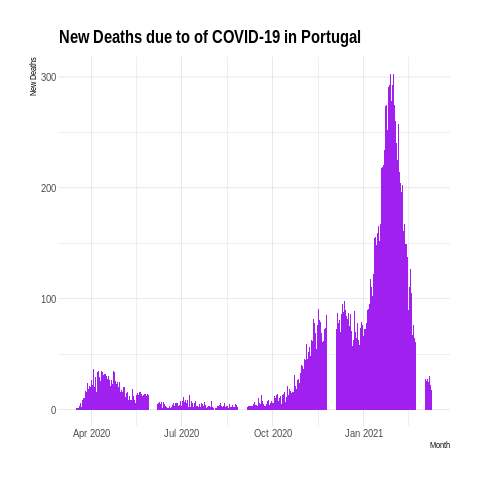 New Deaths due to of COVID-19 in Portugal
New Deaths
300
200
100
0
Apr 2020 Jul 2020 Oct 2020 Jan 2021
Month